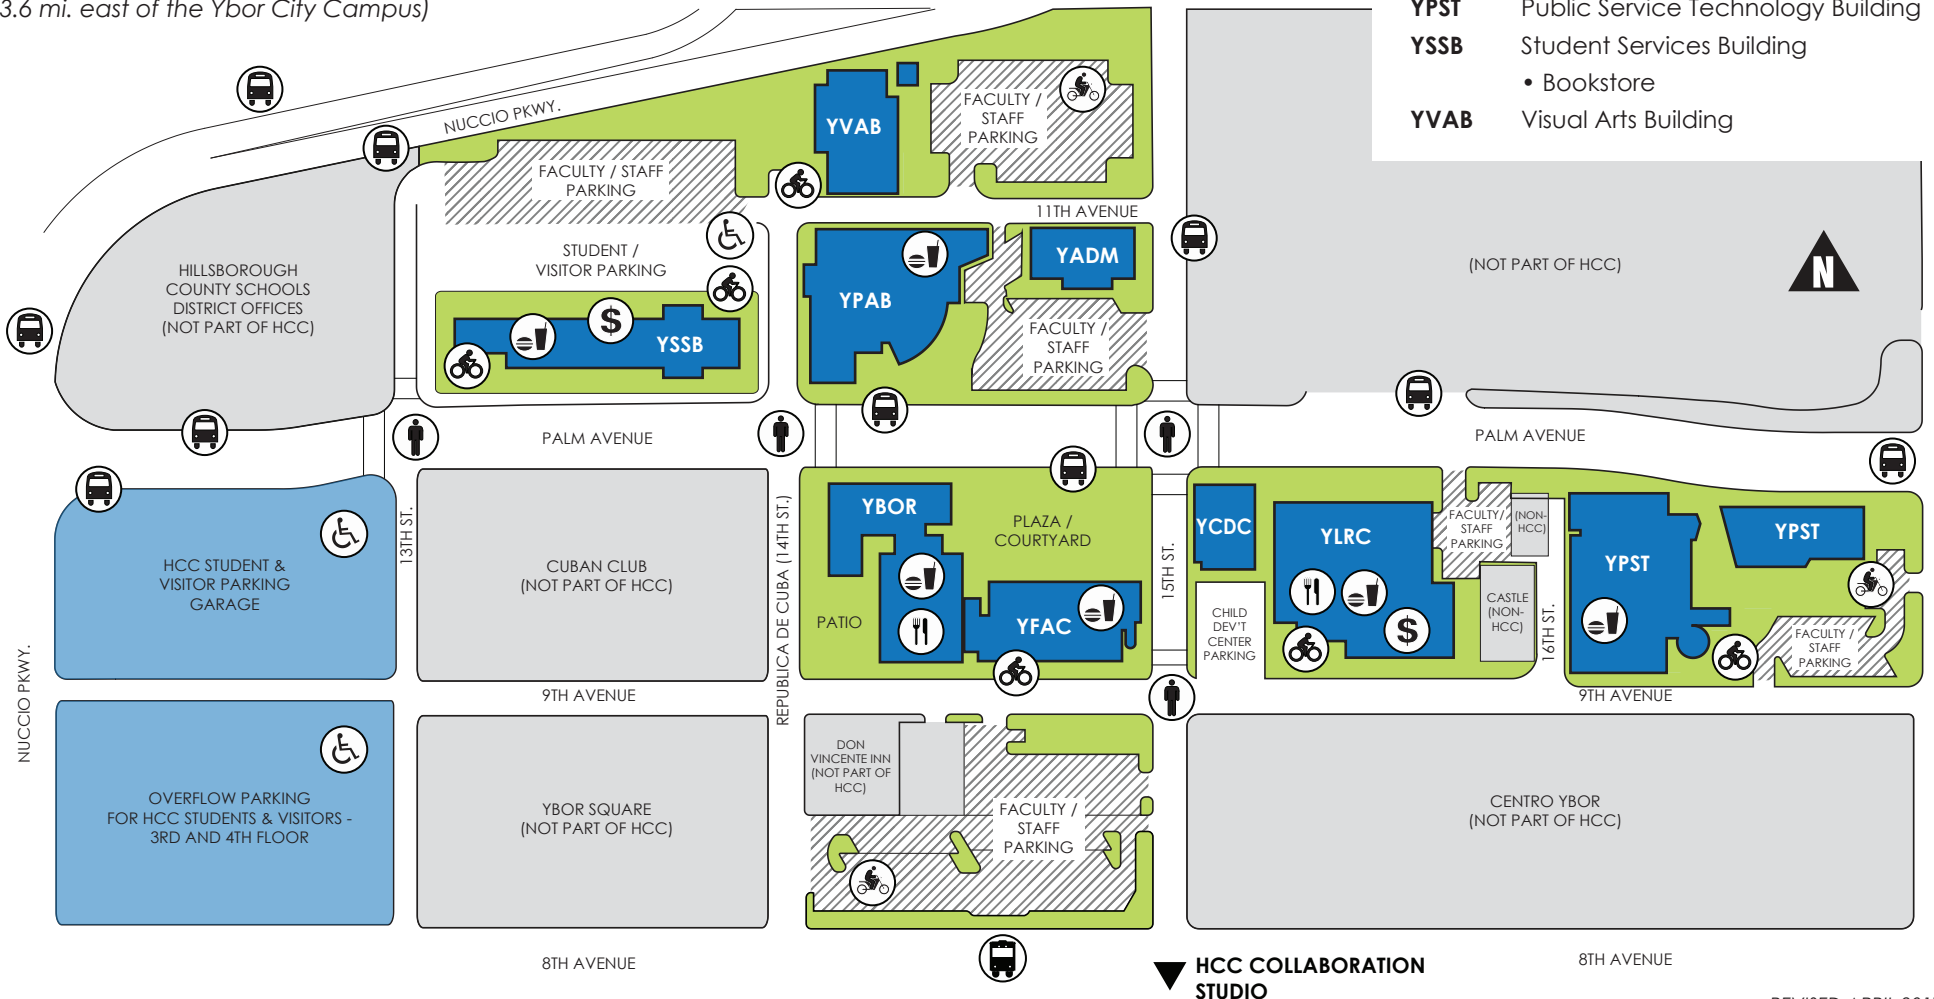 3.6 mi. east of the Ybor City Campus)
YPST Public Service Technology Building
YSSB Student Services Building
• Bookstore
YVAB Visual Arts Building
NUCCIO PKWY.
YVAB
FACULTY /
STAFF
PARKING
FACULTY / STAFF
PARKING
11TH AVENUE
HILLSBOROUGH
COUNTY SCHOOLS
DISTRICT OFFICES
(NOT PART OF HCC)
STUDENT /
VISITOR PARKING
YADM
(NOT PART OF HCC)
N
YPAB
$
YSSB
FACULTY /
STAFF
PARKING
PALM AVENUE
PALM AVENUE
HCC STUDENT &
VISITOR PARKING
GARAGE
13TH ST.
CUBAN CLUB
(NOT PART OF HCC)
REPUBLICA DE CUBA (14TH ST.)
YBOR
PLAZA /
COURTYARD
PATIO
YFAC
15TH ST.
YCDC
CHILD
DEV'T
CENTER
PARKING
YLRC
$
FACULTY/
STAFF
PARKING
(NON-
HCC)
CASTLE
(NON-
HCC)
16TH ST.
YPST
YPST
FACULTY /
STAFF
PARKING
NUCCIO PKWY.
9TH AVENUE
9TH AVENUE
OVERFLOW PARKING
FOR HCC STUDENTS & VISITORS -
3RD AND 4TH FLOOR
YBOR SQUARE
(NOT PART OF HCC)
DON
VINCENTE INN
(NOT PART OF
HCC)
FACULTY /
STAFF
PARKING
CENTRO YBOR
(NOT PART OF HCC)
8TH AVENUE
HCC COLLABORATION
STUDIO
8TH AVENUE